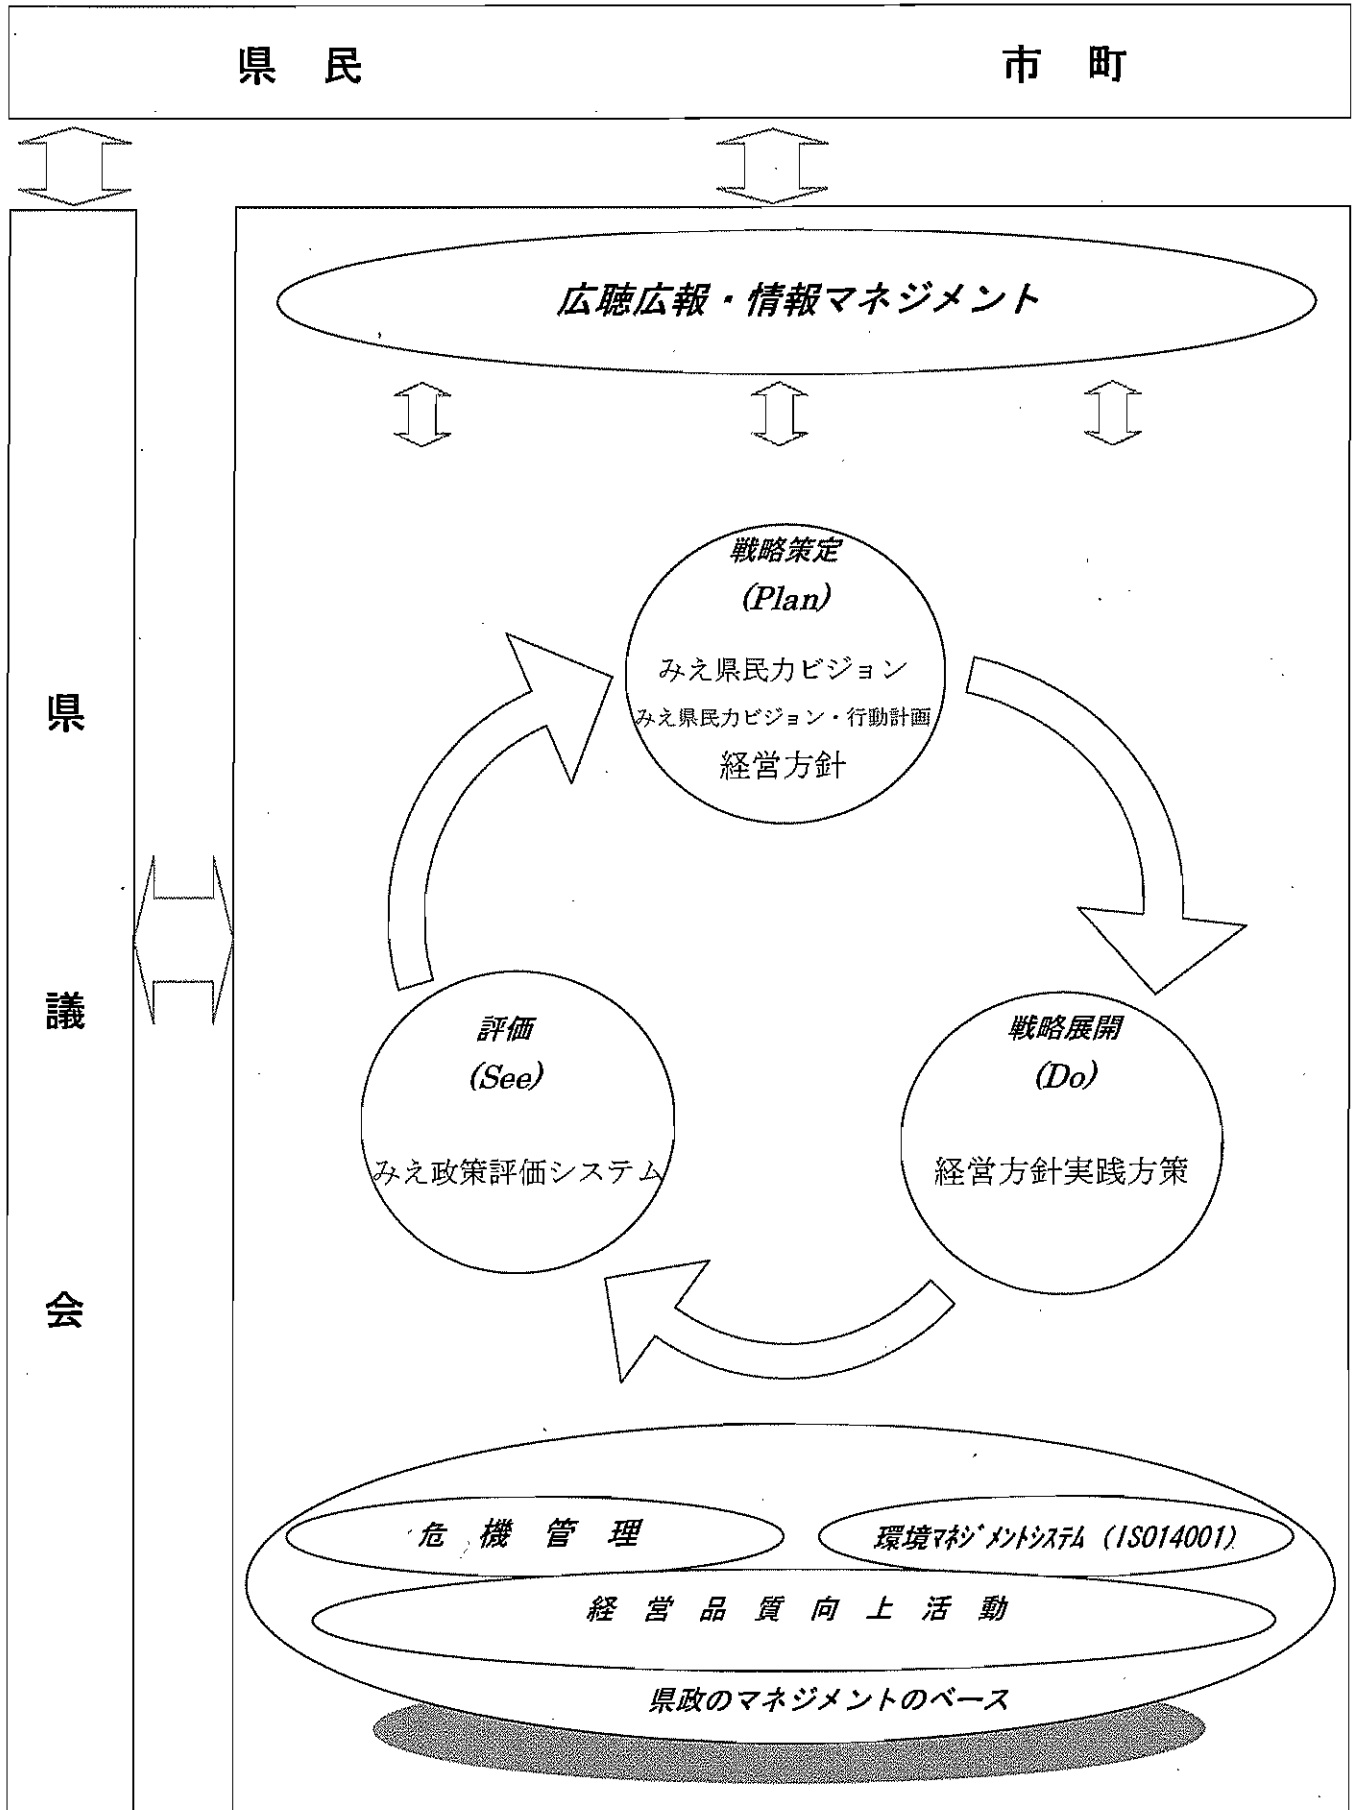 県 民 市 町
広聴広報・情報マネジメント
戦略策定
(Plan)
みえ県民力ビジョン
みえ県民力ビジョン・行動計画
経営方針
県議会
評価
(See)
みえ政策評価システム
戦略展開
(Do)
経営方針実践方策
危 機 管 理
環境ﾏﾈｼﾞﾒﾝﾄｼｽﾃﾑ (ISO14001)
経 営 品 質 向 上 活 動
県政のマネジメントのベース